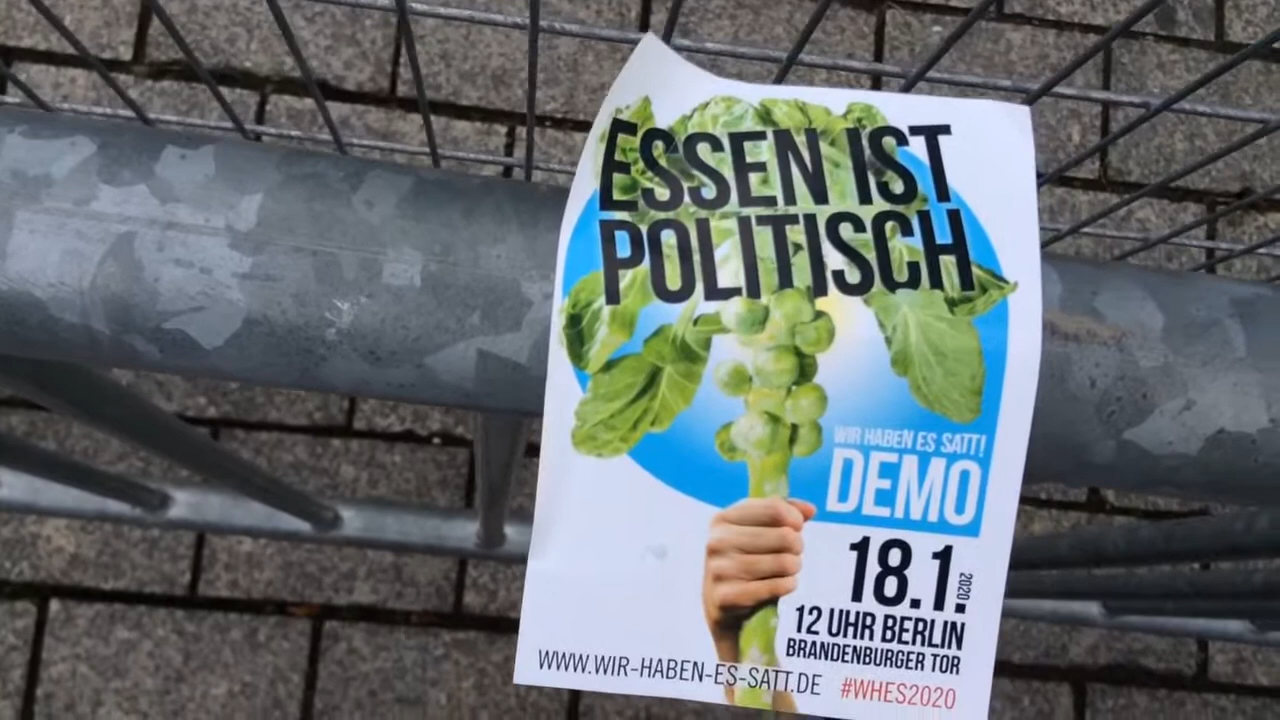 ESSEN IST
POLITISCH
WIR HABEN ES SATT!
DEMO
18.1.
2020
12 UHR BERLIN
BRANDENBURGER TOR
WWW.WIR-HABEN-ES-SATT.DE #WHES2020